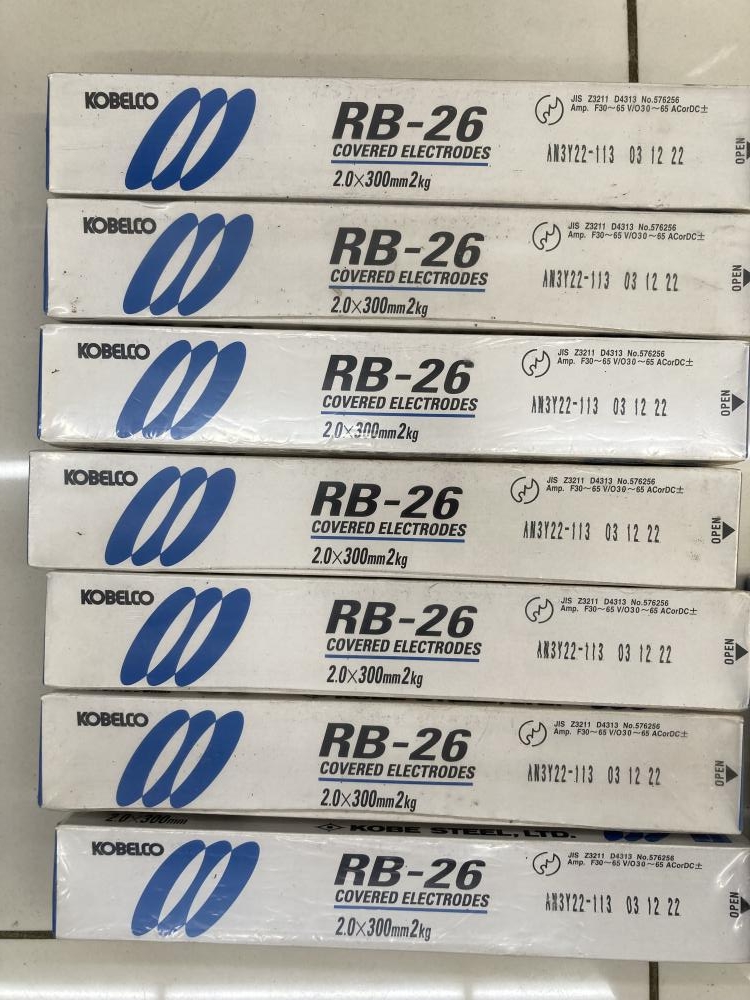 KOBELCO
RB-26
COVERED ELECTRODES
2.0×300mm2kg
JIS Z3211 D4313 No.576256
Amp. F30~65 V/O30~65 ACorDC±
AN3Y22-113 03 12 22
OPEN
KOBELCO
RB-26
COVERED ELECTRODES
2.0×300mm2kg
JIS Z3211 D4313 No.576256
Amp. F30~65 V/O30~65 ACorDC±
AN3Y22-113 03 12 22
OPEN
KOBELCO
RB-26
COVERED ELECTRODES
2.0×300mm2kg
JIS Z3211 D4313 No.576256
Amp. F30~65 V/O30~65 ACorDC±
AN3Y22-113 03 12 22
OPEN
KOBELCO
RB-26
COVERED ELECTRODES
2.0×300mm2kg
JIS Z3211 D4313 No.576256
Amp. F30~65 V/O30~65 ACorDC±
AN3Y22-113 03 12 22
OPEN
KOBELCO
RB-26
COVERED ELECTRODES
2.0×300mm2kg
JIS Z3211 D4313 No.576256
Amp. F30~65 V/O30~65 ACorDC±
AN3Y22-113 03 12 22
OPEN
KOBELCO
RB-26
COVERED ELECTRODES
2.0×300mm2kg
JIS Z3211 D4313 No.576256
Amp. F30~65 V/O30~65 ACorDC±
AN3Y22-113 03 12 22
OPEN
2.0×300mm KOBE STEEL, LTD.
KOBELCO
RB-26
COVERED ELECTRODES
2.0×300mm2kg
JIS Z3211 D4313 No.576256
Amp. F30~65 V/O30~65 ACorDC±
AN3Y22-113 03 12 22
OPEN